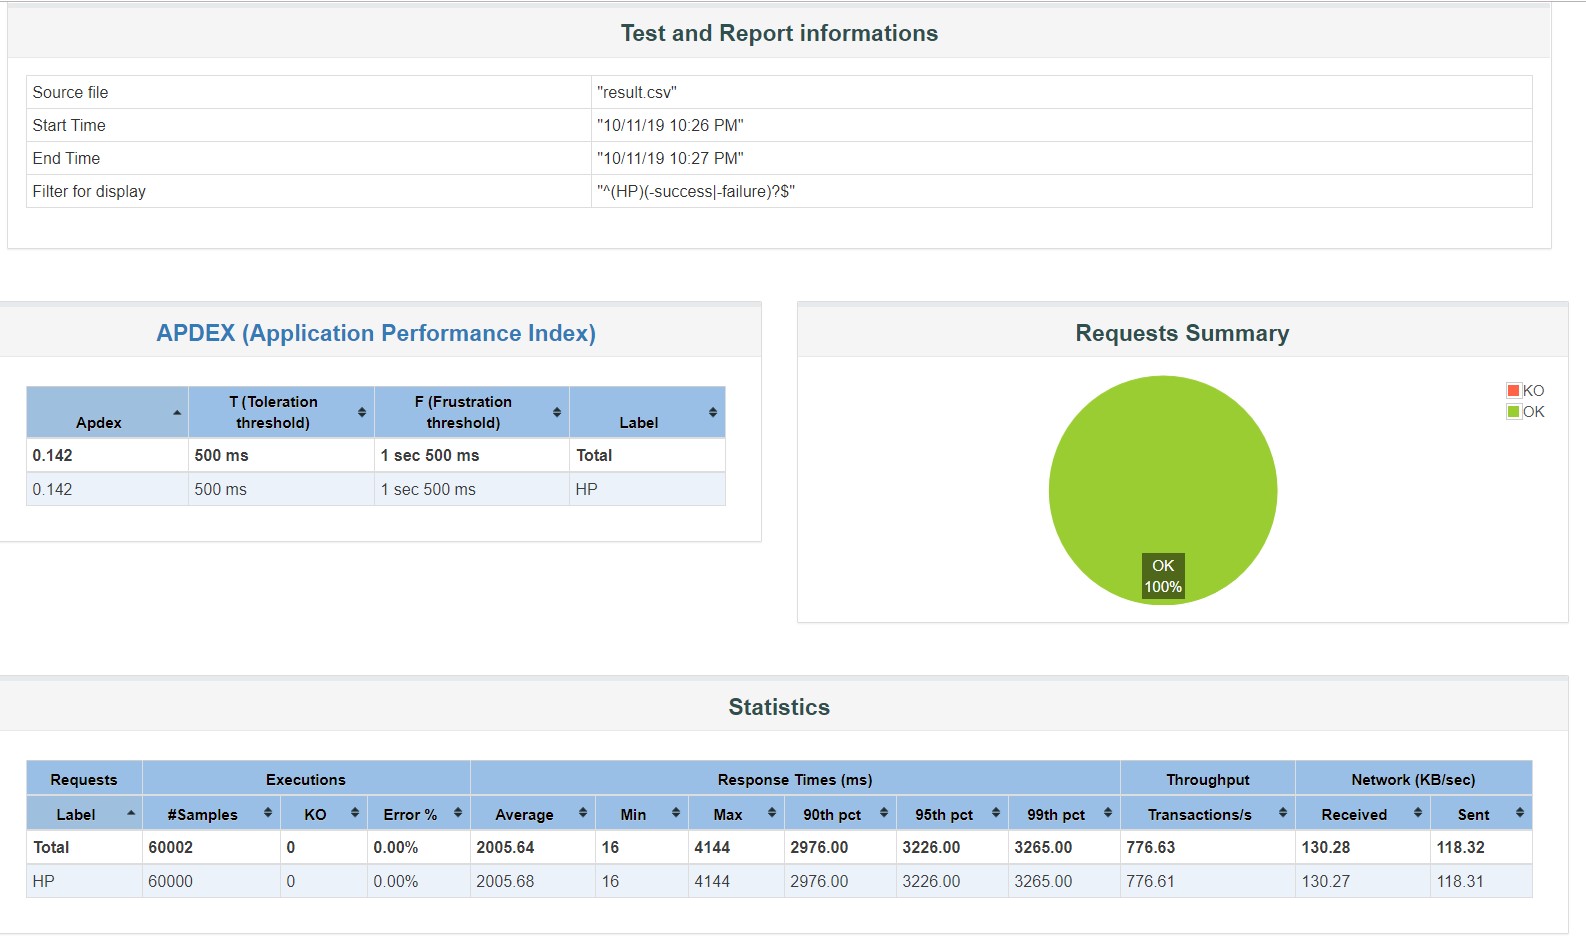 Test and Report informations
Source file "result.csv"
Start Time "10/11/19 10:26 PM"
End Time "10/11/19 10:27 PM"
Filter for display "^(HP)(-success|-failure)?$"
APDEX (Application Performance Index)
Apdex T (Toleration threshold) F (Frustration threshold) Label
0.142 500 ms 1 sec 500 ms Total
0.142 500 ms 1 sec 500 ms HP
Requests Summary
KO
OK
OK
100%
Statistics
Requests Executions Response Times (ms) Throughput Network (KB/sec)
Label #Samples KO Error % Average Min Max 90th pct 95th pct 99th pct Transactions/s Received Sent
Total 60002 0 0.00% 2005.64 16 4144 2976.00 3226.00 3265.00 776.63 130.28 118.32
HP 60000 0 0.00% 2005.68 16 4144 2976.00 3226.00 3265.00 776.61 130.27 118.31